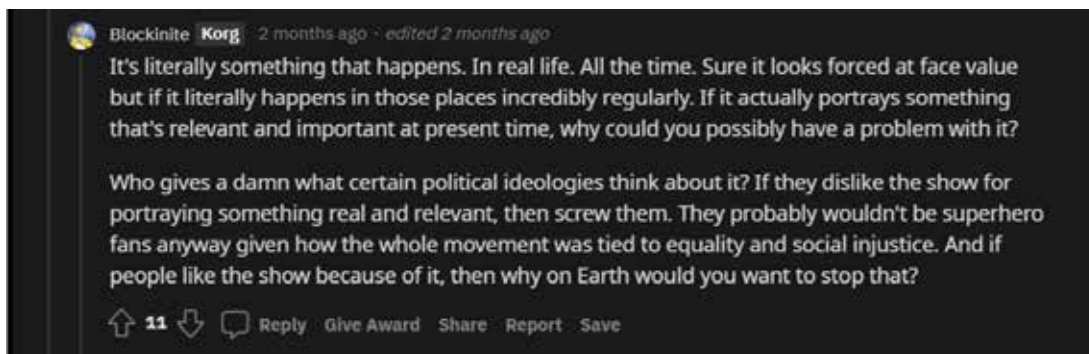 Blockinite Korg 2 months ago · edited 2 months ago
It's literally something that happens. In real life. All the time. Sure it looks forced at face value
but if it literally happens in those places incredibly regularly. If it actually portrays something
that's relevant and important at present time, why could you possibly have a problem with it?
Who gives a damn what certain political ideologies think about it? If they dislike the show for
portraying something real and relevant, then screw them. They probably wouldn't be superhero
fans anyway given how the whole movement was tied to equality and social injustice. And if
people like the show because of it, then why on Earth would you want to stop that?
11 Reply Give Award Share Report Save